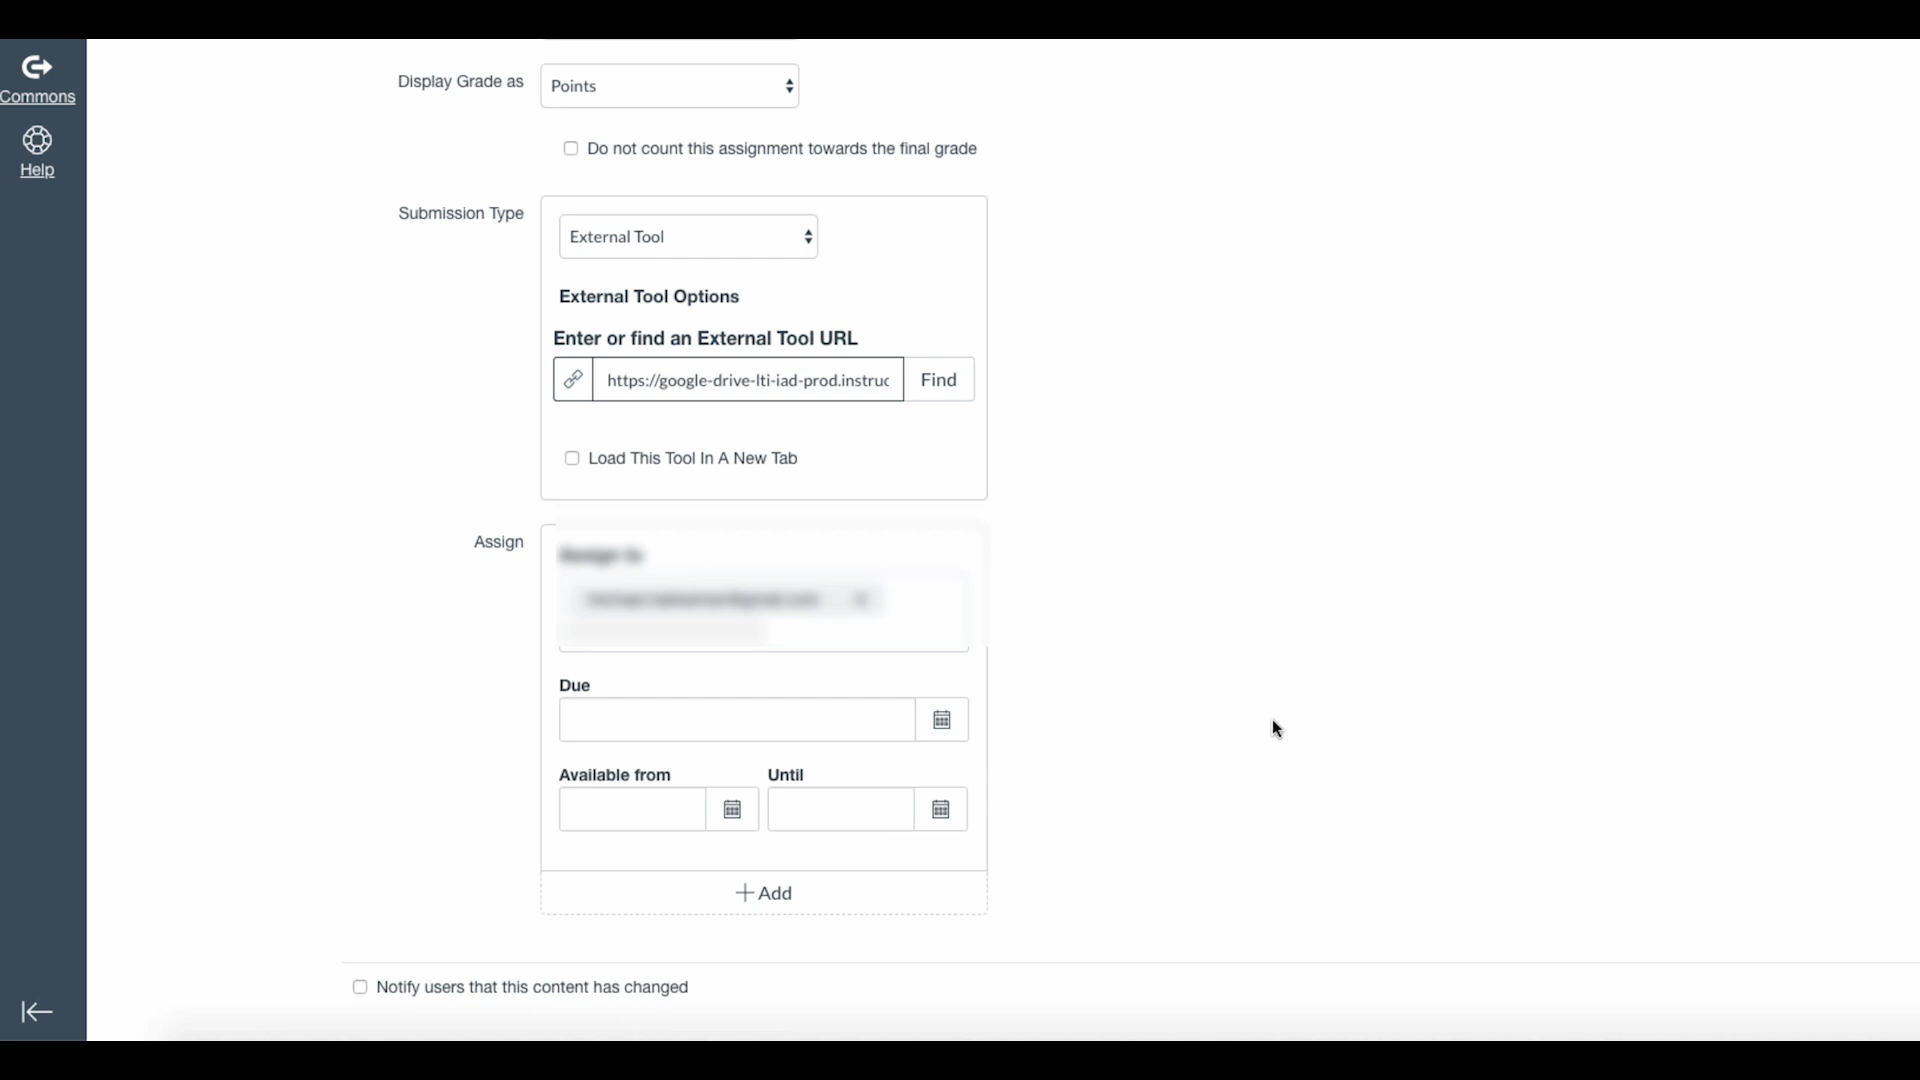 Commons
Help
Display Grade as
Points
Do not count this assignment towards the final grade
Submission Type
External Tool
External Tool Options
Enter or find an External Tool URL
https://google-drive-lti-iad-prod.instruc
Find
Load This Tool In A New Tab
Assign
Due
Available from
Until
Add
Notify users that this content has changed